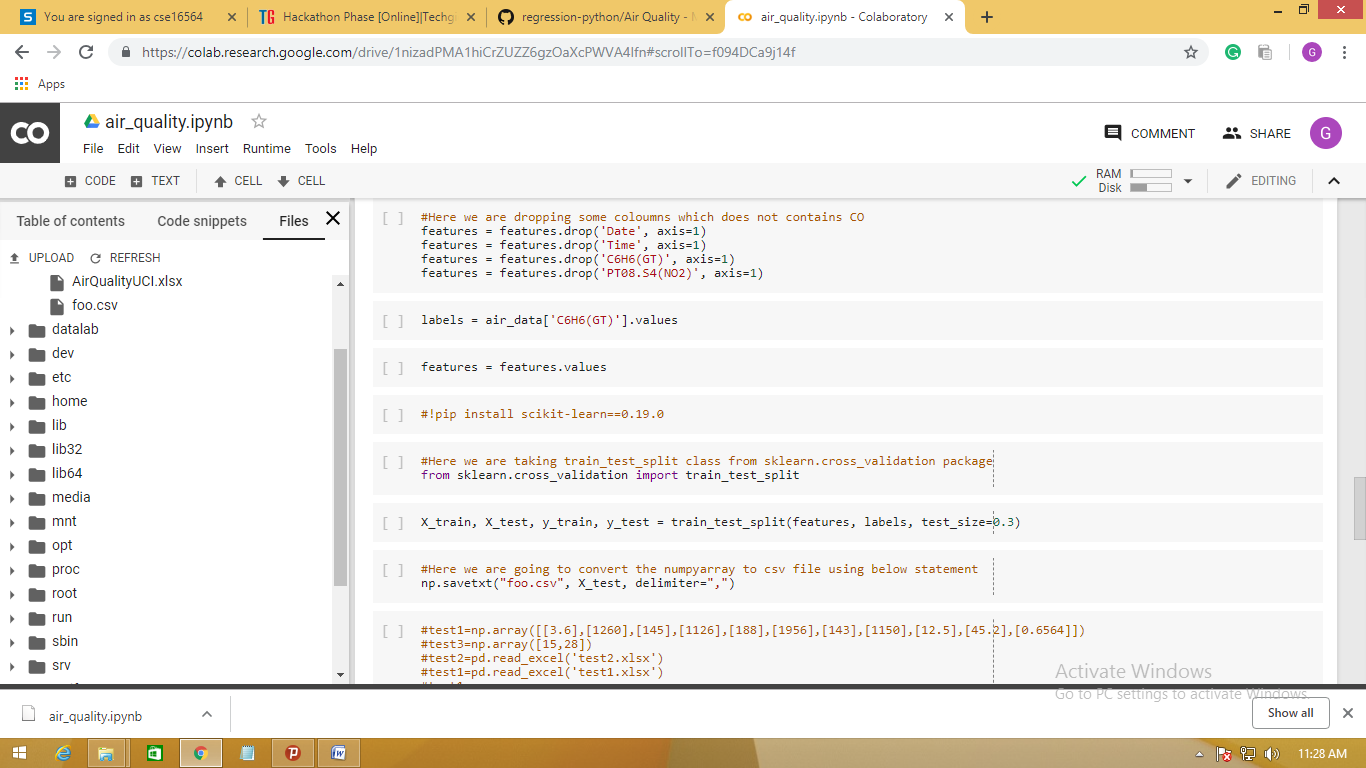 You are signed in as cse16564
Hackathon Phase [Online]|Techg
regression-python/Air Quality - M
air_quality.ipynb - Colaboratory
https://colab.research.google.com/drive/1nizadPMA1hiCrZUZZ6gzOaXcPWVA4Ifn#scrollTo=f094DCa9j14f
G
Apps
CO
air_quality.ipynb
COMMENT
SHARE
G
File Edit View Insert Runtime Tools Help
CODE TEXT CELL CELL
RAM
Disk
EDITING
Table of contents Code snippets Files
UPLOAD REFRESH
AirQualityUCI.xlsx
foo.csv
datalab
dev
etc
home
lib
lib32
lib64
media
mnt
opt
proc
root
run
sbin
srv
[ ] #Here we are dropping some coloumns which does not contains CO
features = features.drop('Date', axis=1)
features = features.drop('Time', axis=1)
features = features.drop('C6H6(GT)', axis=1)
features = features.drop('PT08.S4(NO2)', axis=1)
[ ] labels = air_data['C6H6(GT)'].values
[ ] features = features.values
[ ] #!pip install scikit-learn==0.19.0
[ ] #Here we are taking train_test_split class from sklearn.cross_validation package
from sklearn.cross_validation import train_test_split
[ ] X_train, X_test, y_train, y_test = train_test_split(features, labels, test_size=0.3)
[ ] #Here we are going to convert the numpyarray to csv file using below statement
np.savetxt("foo.csv", X_test, delimiter=",")
[ ] #test1=np.array([[3.6],[1260],[145],[1126],[188],[1956],[143],[1150],[12.5],[45.2],[0.6564]])
#test3=np.array([15,28])
#test2=pd.read_excel('test2.xlsx')
#test1=pd.read_excel('test1.xlsx')
Activate Windows
Go to PC settings to activate Windows.
air_quality.ipynb
Show all
11:28 AM